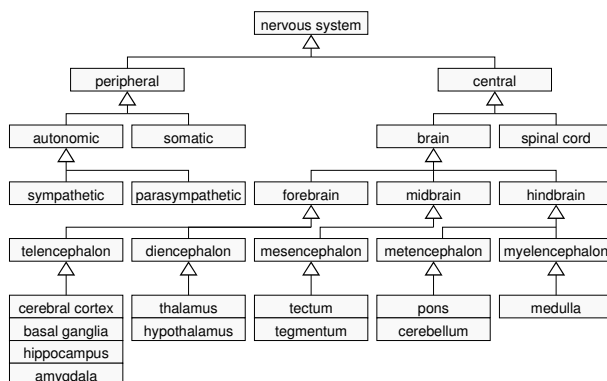 nervous system
peripheral central
autonomic somatic brain spinal cord
sympathetic parasympathetic forebrain midbrain hindbrain
telencephalon diencephalon mesencephalon metencephalon myelencephalon
cerebral cortex thalamus tectum pons medulla
basal ganglia hypothalamus tegmentum cerebellum
hippocampus
amygdala